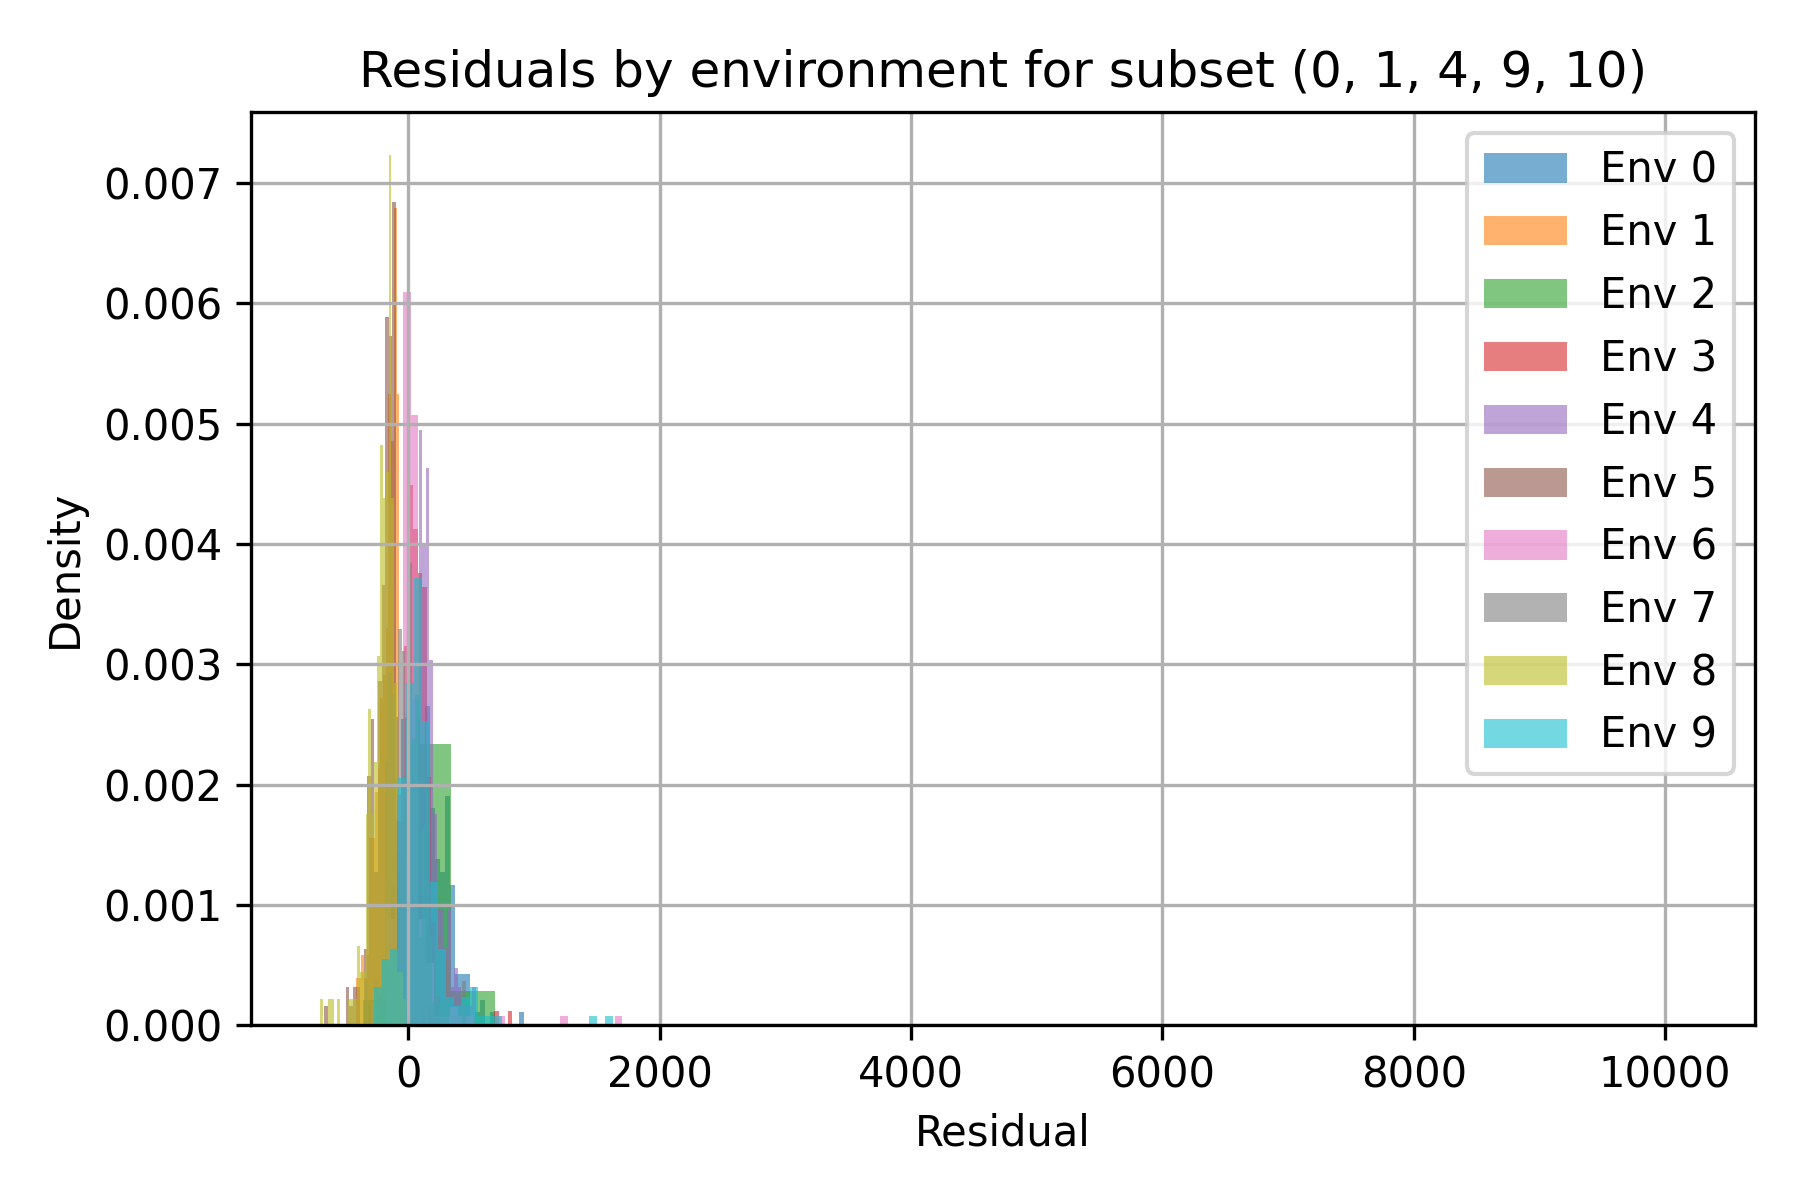 Residuals by environment for subset (0, 1, 4, 9, 10)
0.007
0.006
0.005
0.004
0.003
0.002
0.001
0.000
Density
0 2000 4000 6000 8000 10000
Residual
Env 0
Env 1
Env 2
Env 3
Env 4
Env 5
Env 6
Env 7
Env 8
Env 9